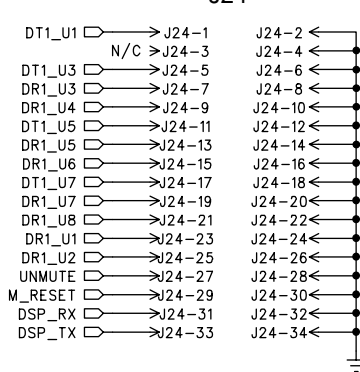 DT1_U1 J24-1 J24-2
N/C J24-3 J24-4
DT1_U3 J24-5 J24-6
DR1_U3 J24-7 J24-8
DR1_U4 J24-9 J24-10
DT1_U5 J24-11 J24-12
DR1_U5 J24-13 J24-14
DR1_U6 J24-15 J24-16
DT1_U7 J24-17 J24-18
DR1_U7 J24-19 J24-20
DR1_U8 J24-21 J24-22
DR1_U1 J24-23 J24-24
DR1_U2 J24-25 J24-26
UNMUTE J24-27 J24-28
M_RESET J24-29 J24-30
DSP_RX J24-31 J24-32
DSP_TX J24-33 J24-34